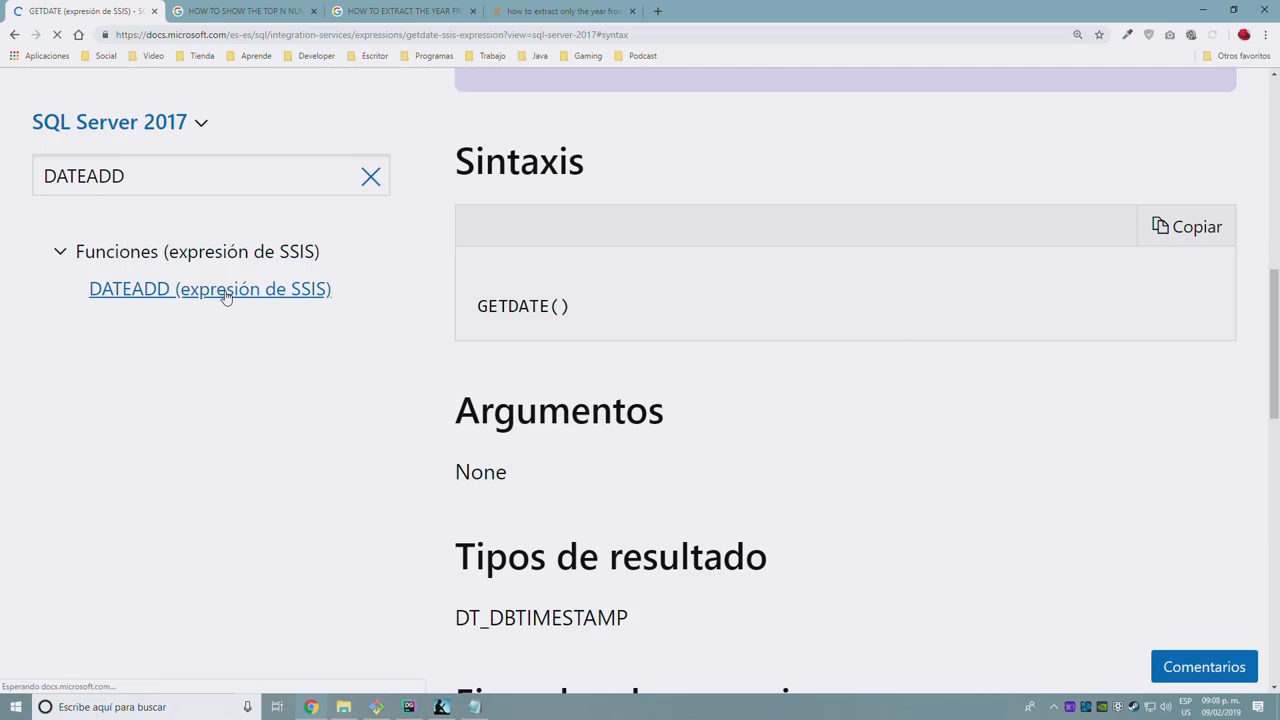 GETDATE (expresión de SSIS) - SC
HOW TO SHOW THE TOP N NUM
HOW TO EXTRACT THE YEAR FR
how to extract only the year from
https://docs.microsoft.com/es-es/sql/integration-services/expressions/getdate-ssis-expression?view=sql-server-2017#syntax
Aplicaciones Social Video Tienda Aprende Developer Escritor Programas Trabajo Java Gaming Podcast Otros favoritos
SQL Server 2017
DATEADD
Funciones (expresión de SSIS)
DATEADD (expresión de SSIS)
Sintaxis
Copiar
GETDATE()
Argumentos
None
Tipos de resultado
DT_DBTIMESTAMP
Comentarios
Esperando docs.microsoft.com...
Escribe aquí para buscar
ESP
US
09:08 p. m.
09/02/2019